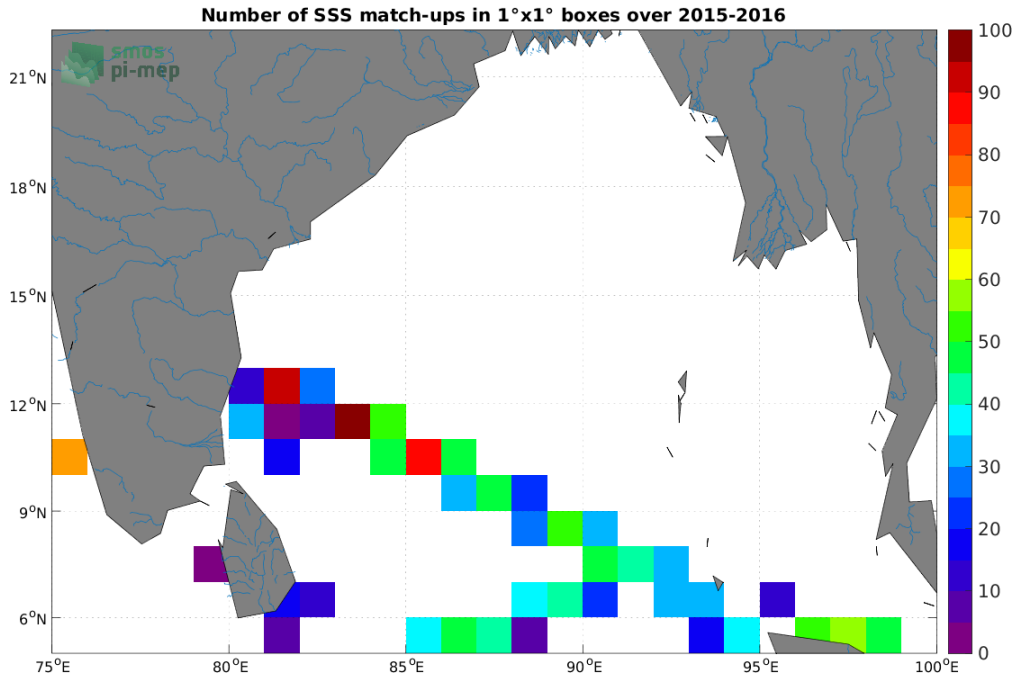 Number of SSS match-ups in 1°x1° boxes over 2015-2016
smos
pi-mep
21°N
18°N
15°N
12°N
9°N
6°N
75°E 80°E 85°E 90°E 95°E 100°E
100
90
80
70
60
50
40
30
20
10
0